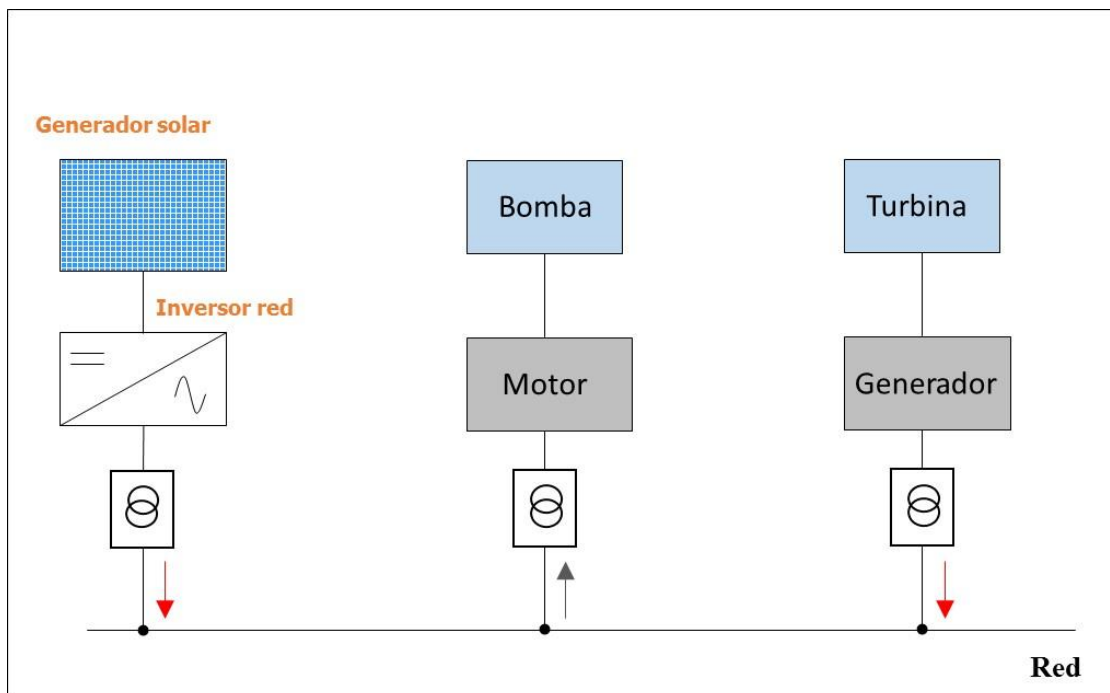 Generador solar
Inversor red
Bomba
Motor
Turbina
Generador
Red